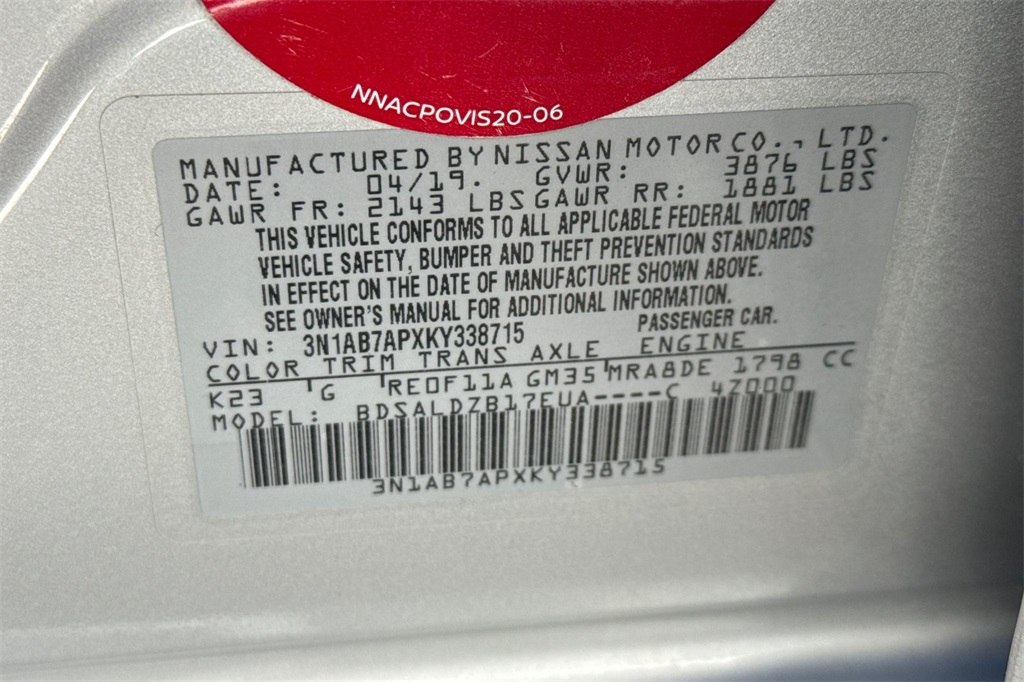 NNACPOVIS20-06
MANUFACTURED BY NISSAN MOTOR CO., LTD.
DATE: 04/19. GVWR: 3876 LBS
GAWR FR: 2143 LBS GAWR RR: 1881 LBS
THIS VEHICLE CONFORMS TO ALL APPLICABLE FEDERAL MOTOR
VEHICLE SAFETY, BUMPER AND THEFT PREVENTION STANDARDS
IN EFFECT ON THE DATE OF MANUFACTURE SHOWN ABOVE.
SEE OWNER'S MANUAL FOR ADDITIONAL INFORMATION.
VIN: 3N1AB7APXKY338715 PASSENGER CAR.
COLOR TRIM TRANS AXLE ENGINE
K23 G RE0F11A GM35 MRA8DE 1798 CC
MODEL: BDSALDZB17EUA----C 4Z000
3N1AB7APXKY338715